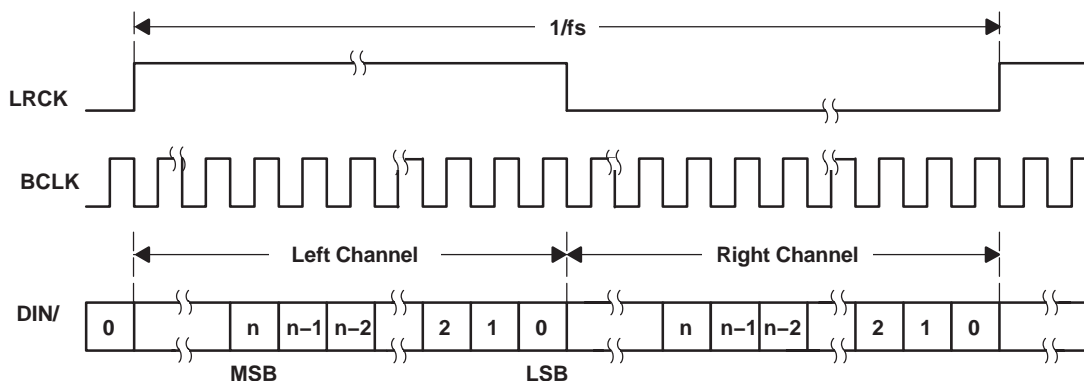 1/fs
LRCK
BCLK
Left Channel Right Channel
DIN/ 0 n n–1 n–2 2 1 0 n n–1 n–2 2 1 0
MSB LSB